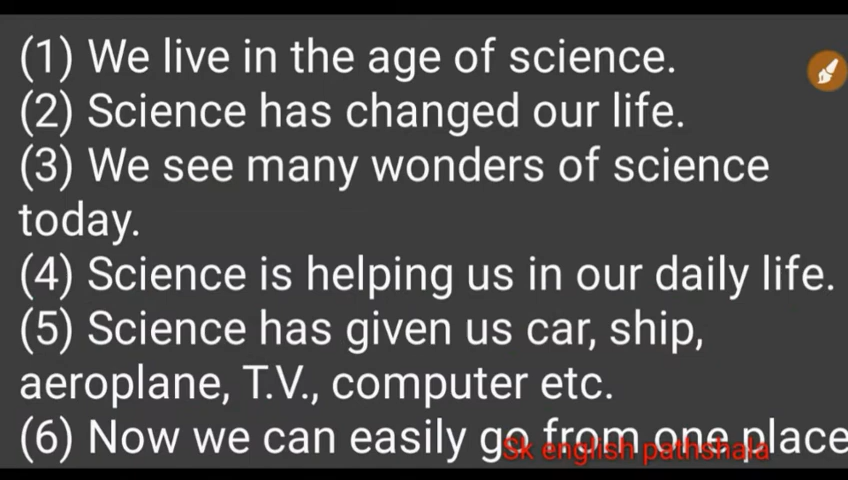 (1) We live in the age of science.
(2) Science has changed our life.
(3) We see many wonders of science
today.
(4) Science is helping us in our daily life.
(5) Science has given us car, ship,
aeroplane, T.V., computer etc.
(6) Now we can easily go from one place
Sk english pathshala